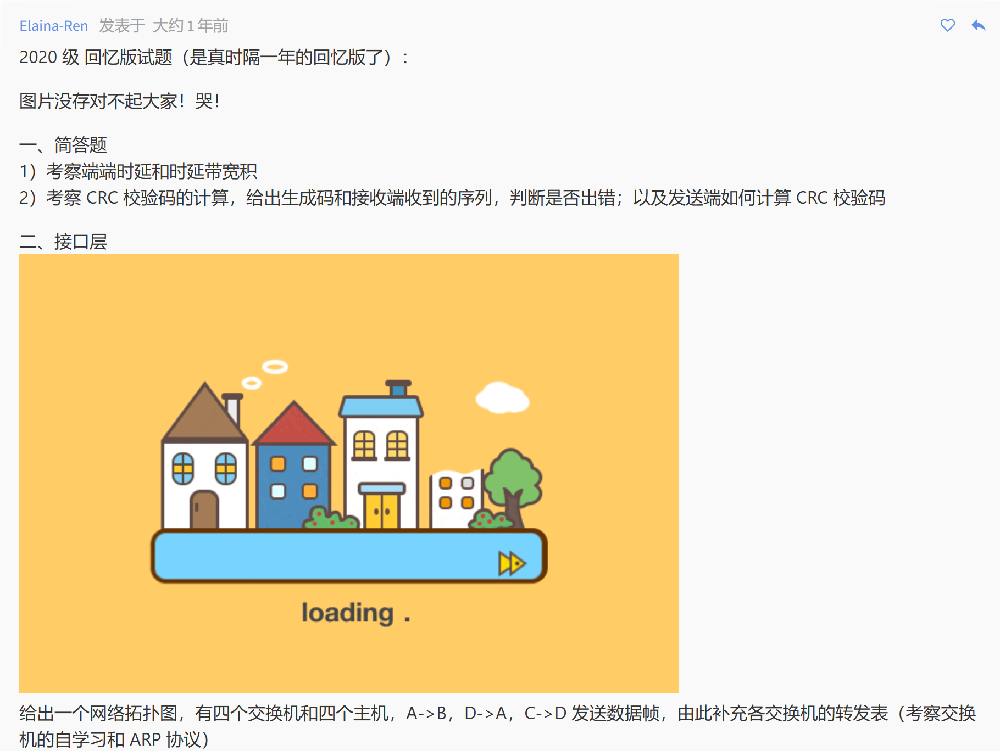 Elaina-Ren 发表于 大约 1 年前
2020 级 回忆版试题（是真时隔一年的回忆版了）：
图片没存对不起大家！哭！
一、简答题
1）考察端端时延和时延带宽积
2）考察 CRC 校验码的计算，给出生成码和接收端收到的序列，判断是否出错；以及发送端如何计算 CRC 校验码
二、接口层
loading .
给出一个网络拓扑图，有四个交换机和四个主机，A->B，D->A，C->D 发送数据帧，由此补充各交换机的转发表（考察交换
机的自学习和 ARP 协议）